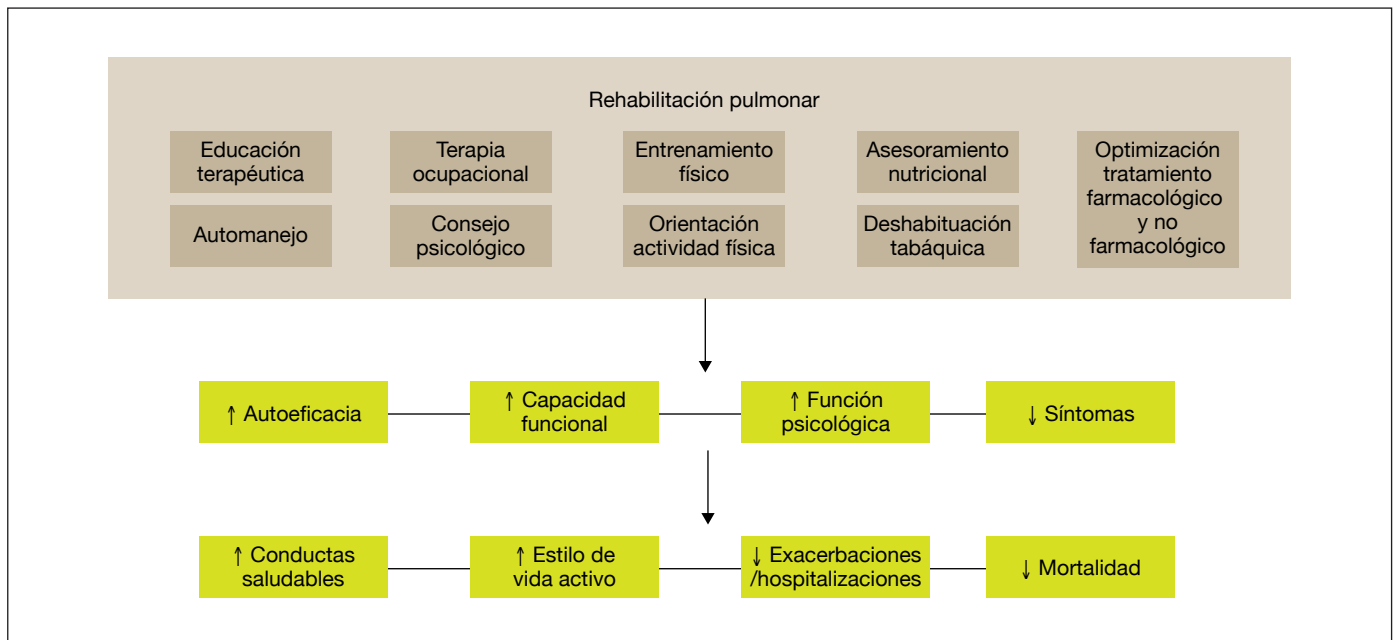 Rehabilitación pulmonar
Educación
terapéutica
Terapia
ocupacional
Entrenamiento
físico
Asesoramiento
nutricional
Optimización
tratamiento
farmacológico
y no
farmacológico
Automanejo
Consejo
psicológico
Orientación
actividad física
Deshabituación
tabáquica
↑ Autoeficacia
↑ Capacidad
funcional
↑ Función
psicológica
↓ Síntomas
↑ Conductas
saludables
↑ Estilo de
vida activo
↓ Exacerbaciones
/hospitalizaciones
↓ Mortalidad